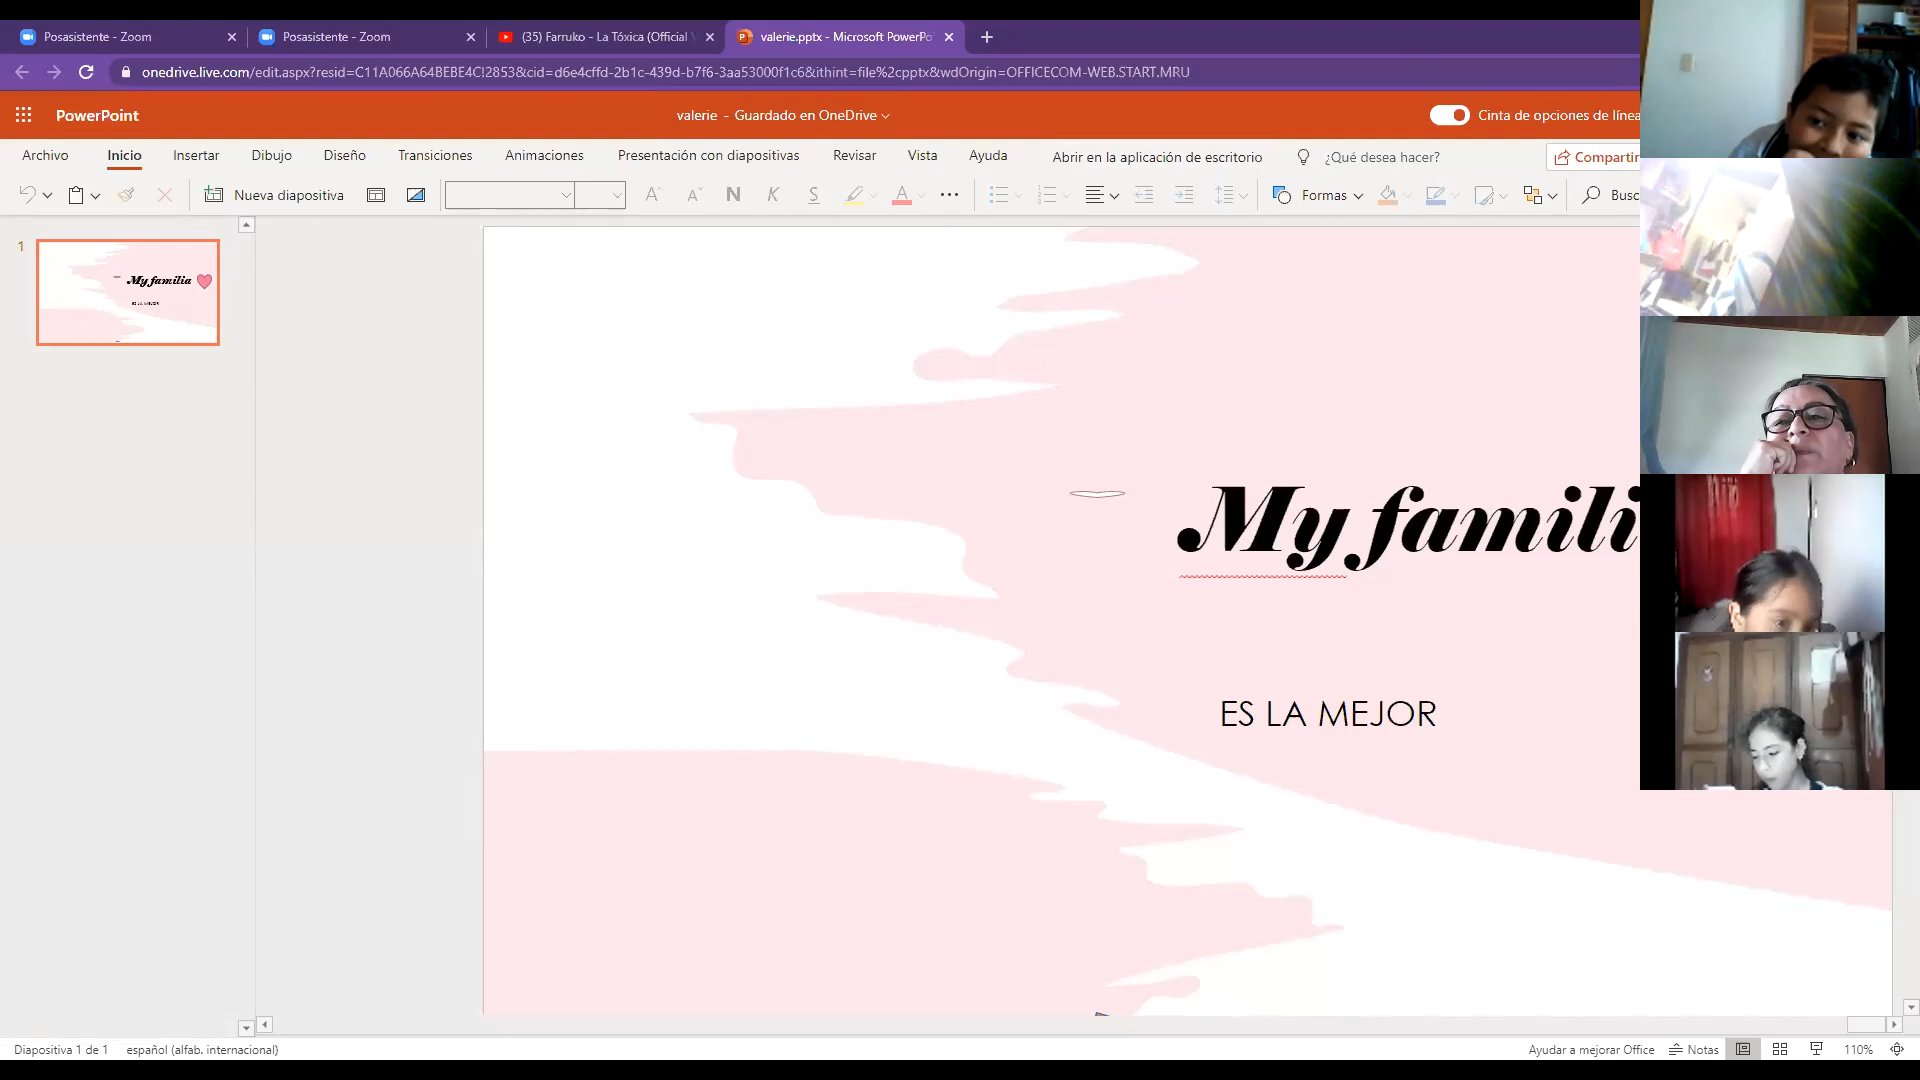 Posasistente - Zoom
Posasistente - Zoom
(35) Farruko - La Tóxica (Official V
valerie.pptx - Microsoft PowerPo
onedrive.live.com/edit.aspx?resid=C11A066A64BEBE4C!2853&cid=d6e4cffd-2b1c-439d-b7f6-3aa53000f1c6&ithint=file%2cpptx&wdOrigin=OFFICECOM-WEB.START.MRU
PowerPoint
valerie - Guardado en OneDrive
Cinta de opciones de línea
Archivo
Inicio
Insertar
Dibujo
Diseño
Transiciones
Animaciones
Presentación con diapositivas
Revisar
Vista
Ayuda
Abrir en la aplicación de escritorio
¿Qué desea hacer?
Compartir
Nueva diapositiva
N
K
S
Formas
Busc
1
My familia
ES LA MEJOR
My famili
ES LA MEJOR
Diapositiva 1 de 1
español (alfab. internacional)
Ayudar a mejorar Office
Notas
110%